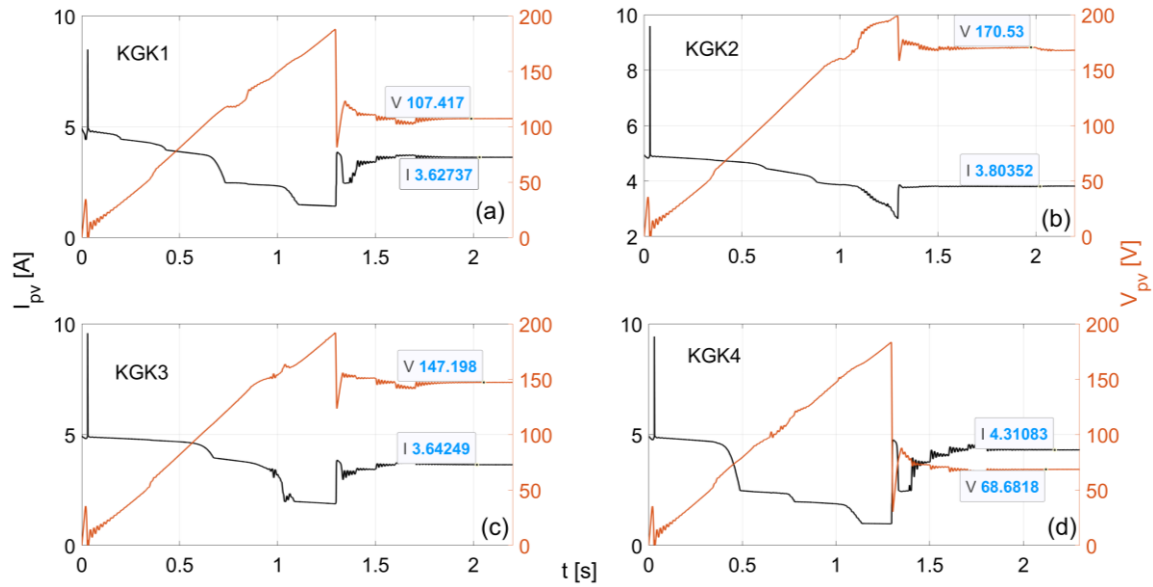 KGK1
V 107.417
I 3.62737
(a)
10
5
0
200
150
100
50
0
0 0.5 1 1.5 2
KGK2
V 170.53
I 3.80352
(b)
10
8
6
4
2
200
150
100
50
0
0 0.5 1 1.5 2
I_pv [A]
V_pv [V]
KGK3
V 147.198
I 3.64249
(c)
10
5
0
200
150
100
50
0
0 0.5 1 1.5 2
KGK4
I 4.31083
V 68.6818
(d)
10
5
0
200
150
100
50
0
0 0.5 1 1.5 2
t [s]